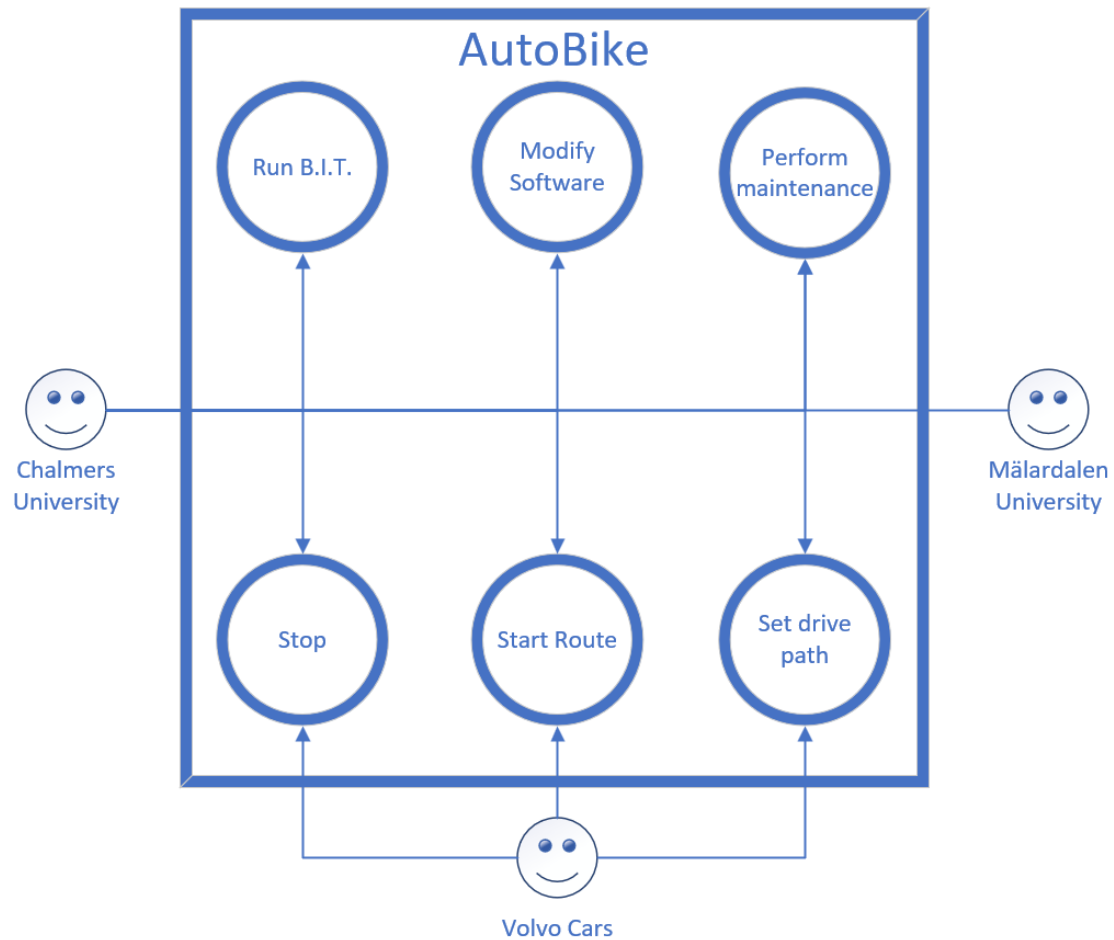 AutoBike
Run B.I.T.
Modify
Software
Perform
maintenance
Chalmers
University
Mälardalen
University
Stop
Start Route
Set drive
path
Volvo Cars